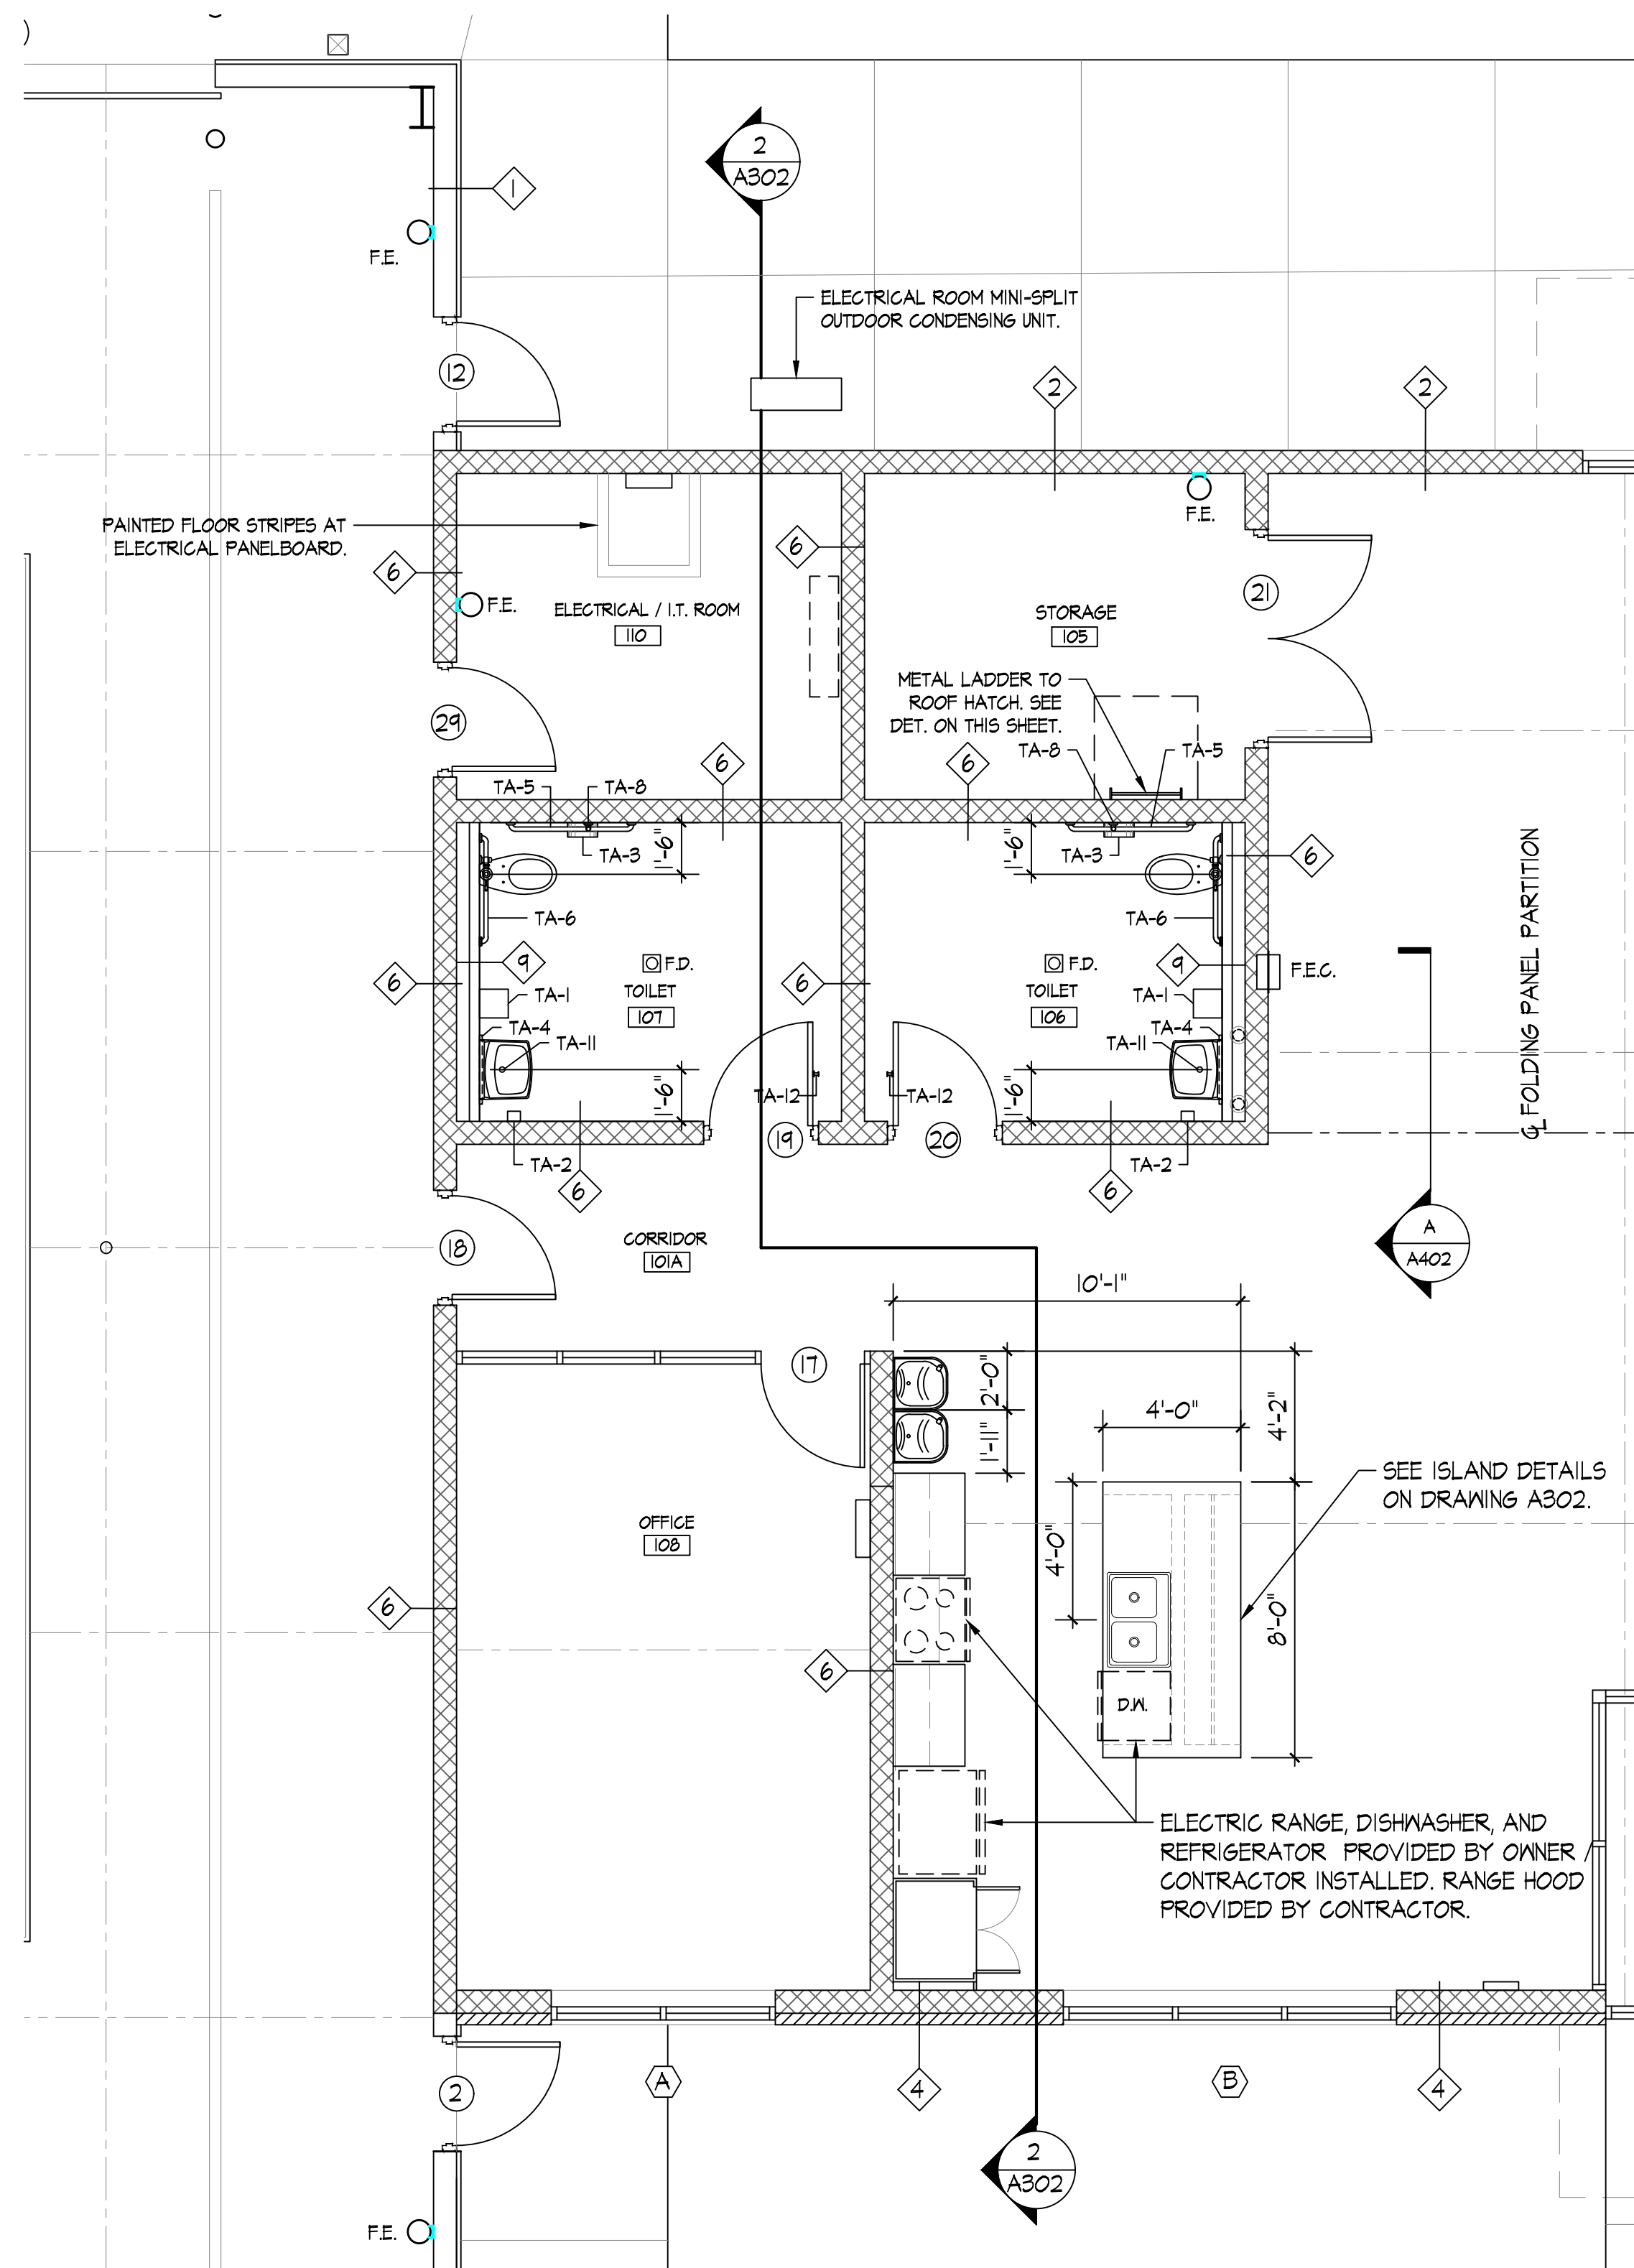 2
A302
1
F.E.
ELECTRICAL ROOM MINI-SPLIT
OUTDOOR CONDENSING UNIT.
12
2
2
PAINTED FLOOR STRIPES AT
ELECTRICAL PANELBOARD.
6
6
F.E.
F.E.
ELECTRICAL / I.T. ROOM
110
STORAGE
105
21
METAL LADDER TO
ROOF HATCH. SEE
DET. ON THIS SHEET.
29
6
6
TA-5
TA-8
TA-8
TA-5
TA-3
1'-6"
1'-6"
TA-3
6
TA-6
TA-6
9
6
F.D.
TOILET
107
6
F.D.
TOILET
106
9
F.E.C.
℄ FOLDING PANEL PARTITION
TA-1
TA-4
TA-11
TA-1
TA-4
TA-11
1'-6"
TA-12
TA-12
1'-6"
19
20
TA-2
6
TA-2
6
18
CORRIDOR
101A
A
A402
10'-1"
17
2'-0"
1'-11"
4'-0"
4'-2"
SEE ISLAND DETAILS
ON DRAWING A302.
OFFICE
108
4'-0"
8'-0"
6
6
D.W.
ELECTRIC RANGE, DISHWASHER, AND
REFRIGERATOR PROVIDED BY OWNER /
CONTRACTOR INSTALLED. RANGE HOOD
PROVIDED BY CONTRACTOR.
2
A
4
B
4
2
A302
F.E.